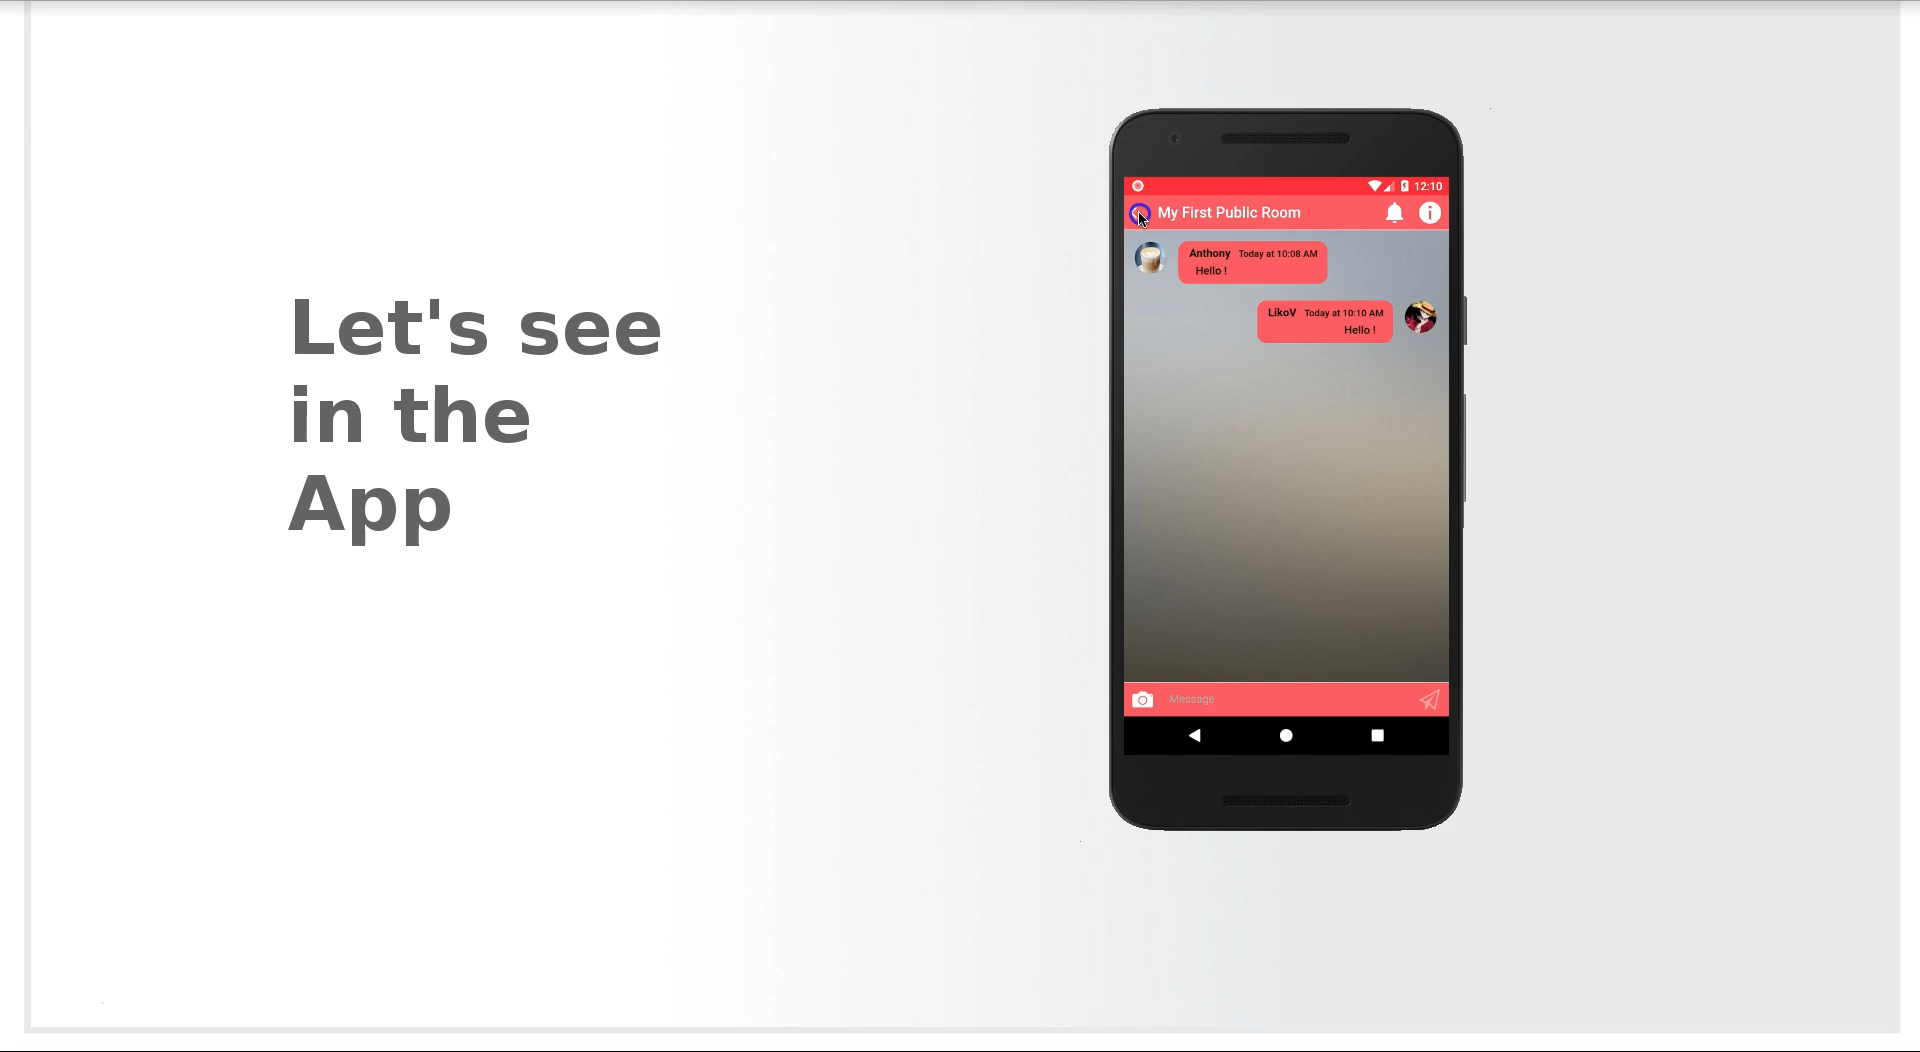 Let's see
in the
App
12:10
My First Public Room
Anthony Today at 10:08 AM
Hello !
LikoV Today at 10:10 AM
Hello !
Message